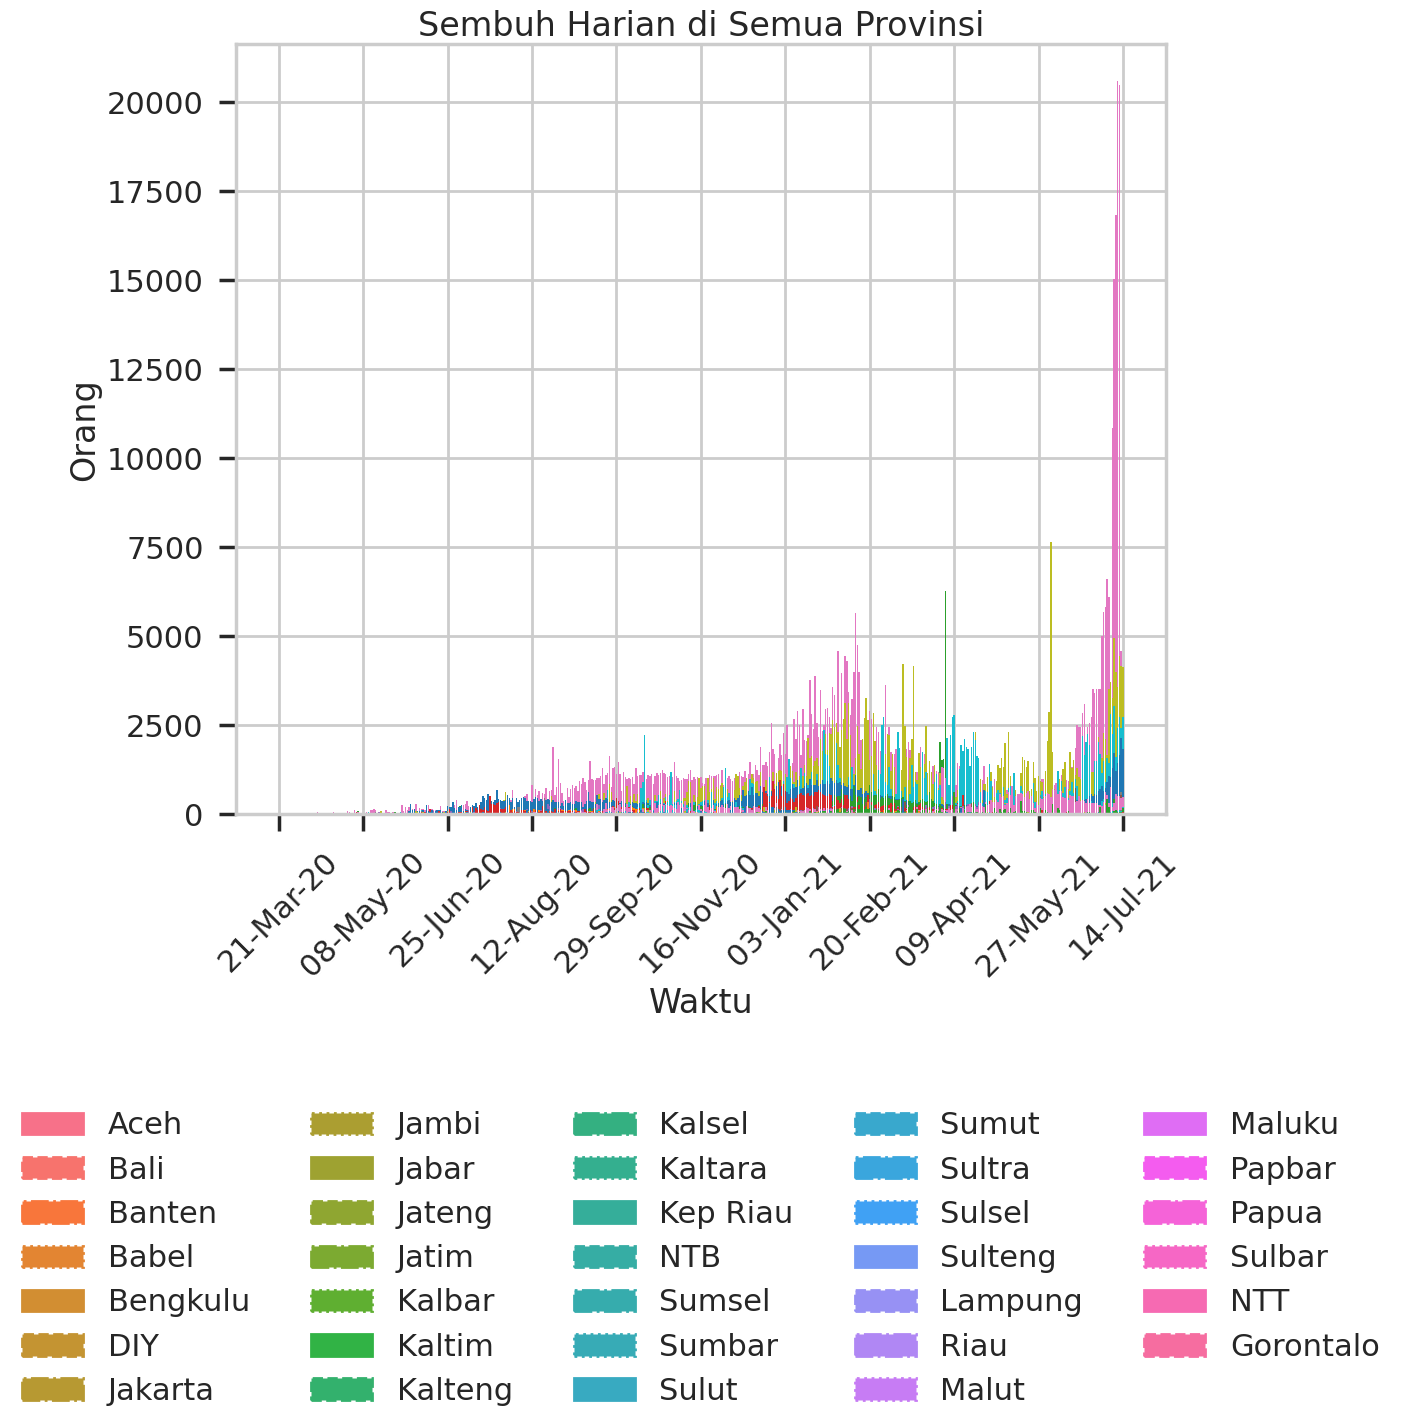 Sembuh Harian di Semua Provinsi
20000
17500
15000
12500
10000
7500
5000
2500
0
Orang
21-Mar-20
08-May-20
25-Jun-20
12-Aug-20
29-Sep-20
16-Nov-20
03-Jan-21
20-Feb-21
09-Apr-21
27-May-21
14-Jul-21
Waktu
Aceh
Bali
Banten
Babel
Bengkulu
DIY
Jakarta
Jambi
Jabar
Jateng
Jatim
Kalbar
Kaltim
Kalteng
Kalsel
Kaltara
Kep Riau
NTB
Sumsel
Sumbar
Sulut
Sumut
Sultra
Sulsel
Sulteng
Lampung
Riau
Malut
Maluku
Papbar
Papua
Sulbar
NTT
Gorontalo